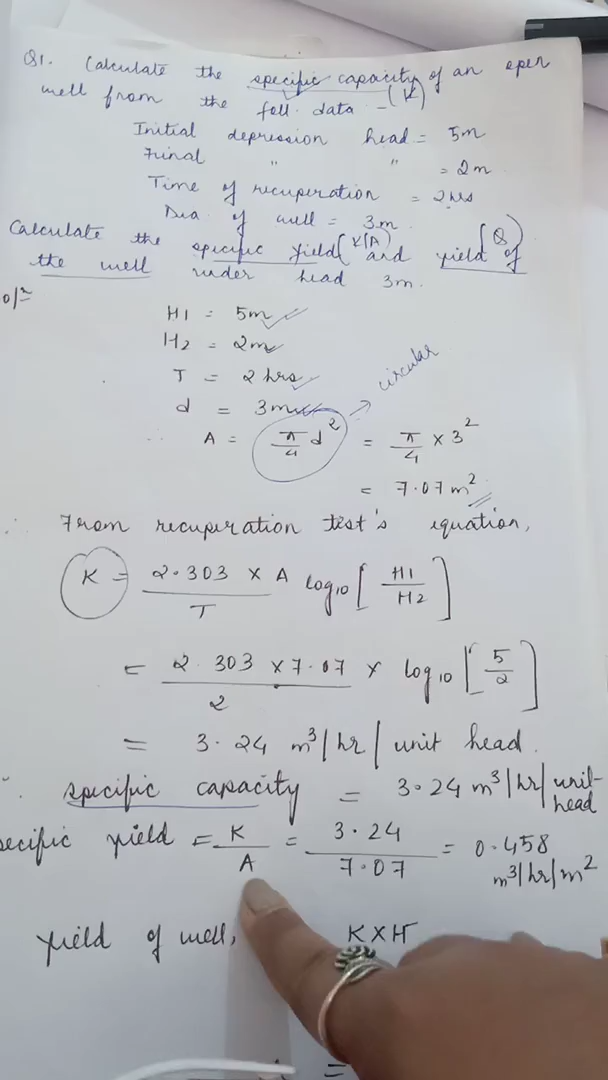 Q1. Calculate the specific capacity of an open
well from the foll. data - (K)
Initial depression head = 5m
Final " " = 2m
Time of recuperation = 2 hrs
Dia of well = 3m.
Calculate the specific yield (K/A) and yield of (Q)
the well under head 3m.
H1 = 5m
H2 = 2m
T = 2 hrs
d = 3m
circular
∴ A = π/4 d² = π/4 × 3²
= 7.07 m²
∴ From recuperation test's equation,
K = 2.303 × A / T log10 [H1/H2]
= 2.303 × 7.07 / 2 × log10 [5/2]
= 3.24 m³/hr/unit head.
∴ specific capacity = 3.24 m³/hr/unit-head
ecific yield = K/A = 3.24/7.07 = 0.458 m³/hr/m²
yield of well, K×H
=